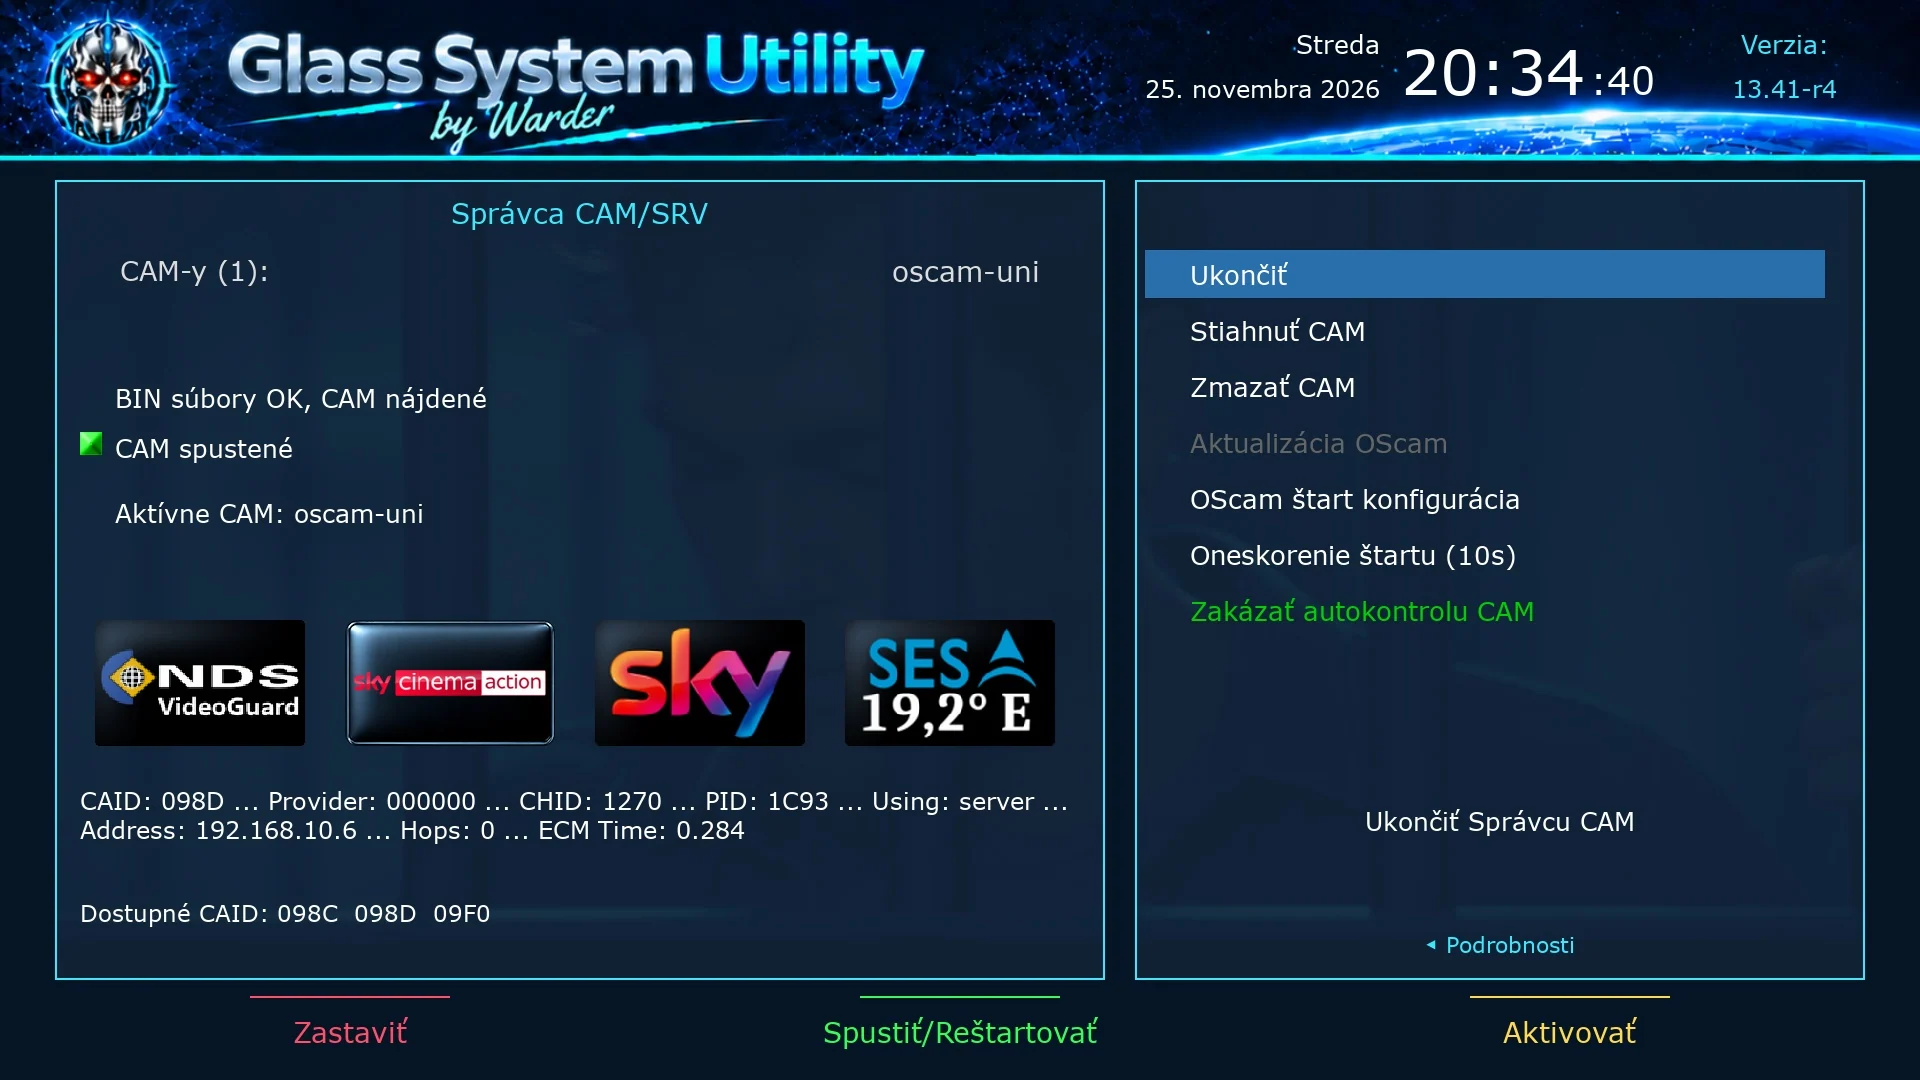 Glass System Utility
by Warder
Streda
25. novembra 2026
20:34:40
Verzia:
13.41-r4
Správca CAM/SRV
CAM-y (1): oscam-uni
BIN súbory OK, CAM nájdené
CAM spustené
Aktívne CAM: oscam-uni
NDS
VideoGuard
sky cinema action
sky
SES
19,2° E
CAID: 098D ... Provider: 000000 ... CHID: 1270 ... PID: 1C93 ... Using: server ...
Address: 192.168.10.6 ... Hops: 0 ... ECM Time: 0.284
Dostupné CAID: 098C 098D 09F0
Ukončiť
Stiahnuť CAM
Zmazať CAM
Aktualizácia OScam
OScam štart konfigurácia
Oneskorenie štartu (10s)
Zakázať autokontrolu CAM
Ukončiť Správcu CAM
Podrobnosti
Zastaviť
Spustiť/Reštartovať
Aktivovať